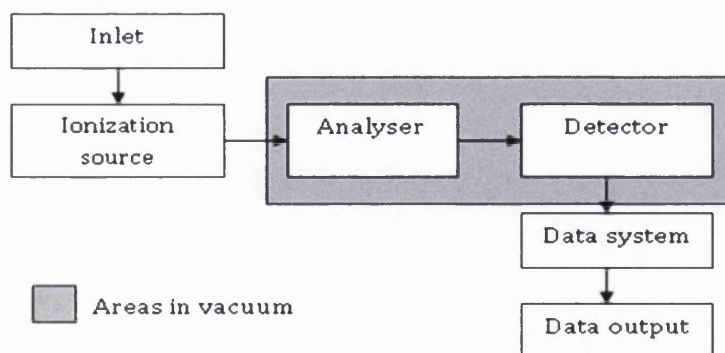 Inlet
Ionization
source
Analyser
Detector
Data system
Areas in vacuum
Data output